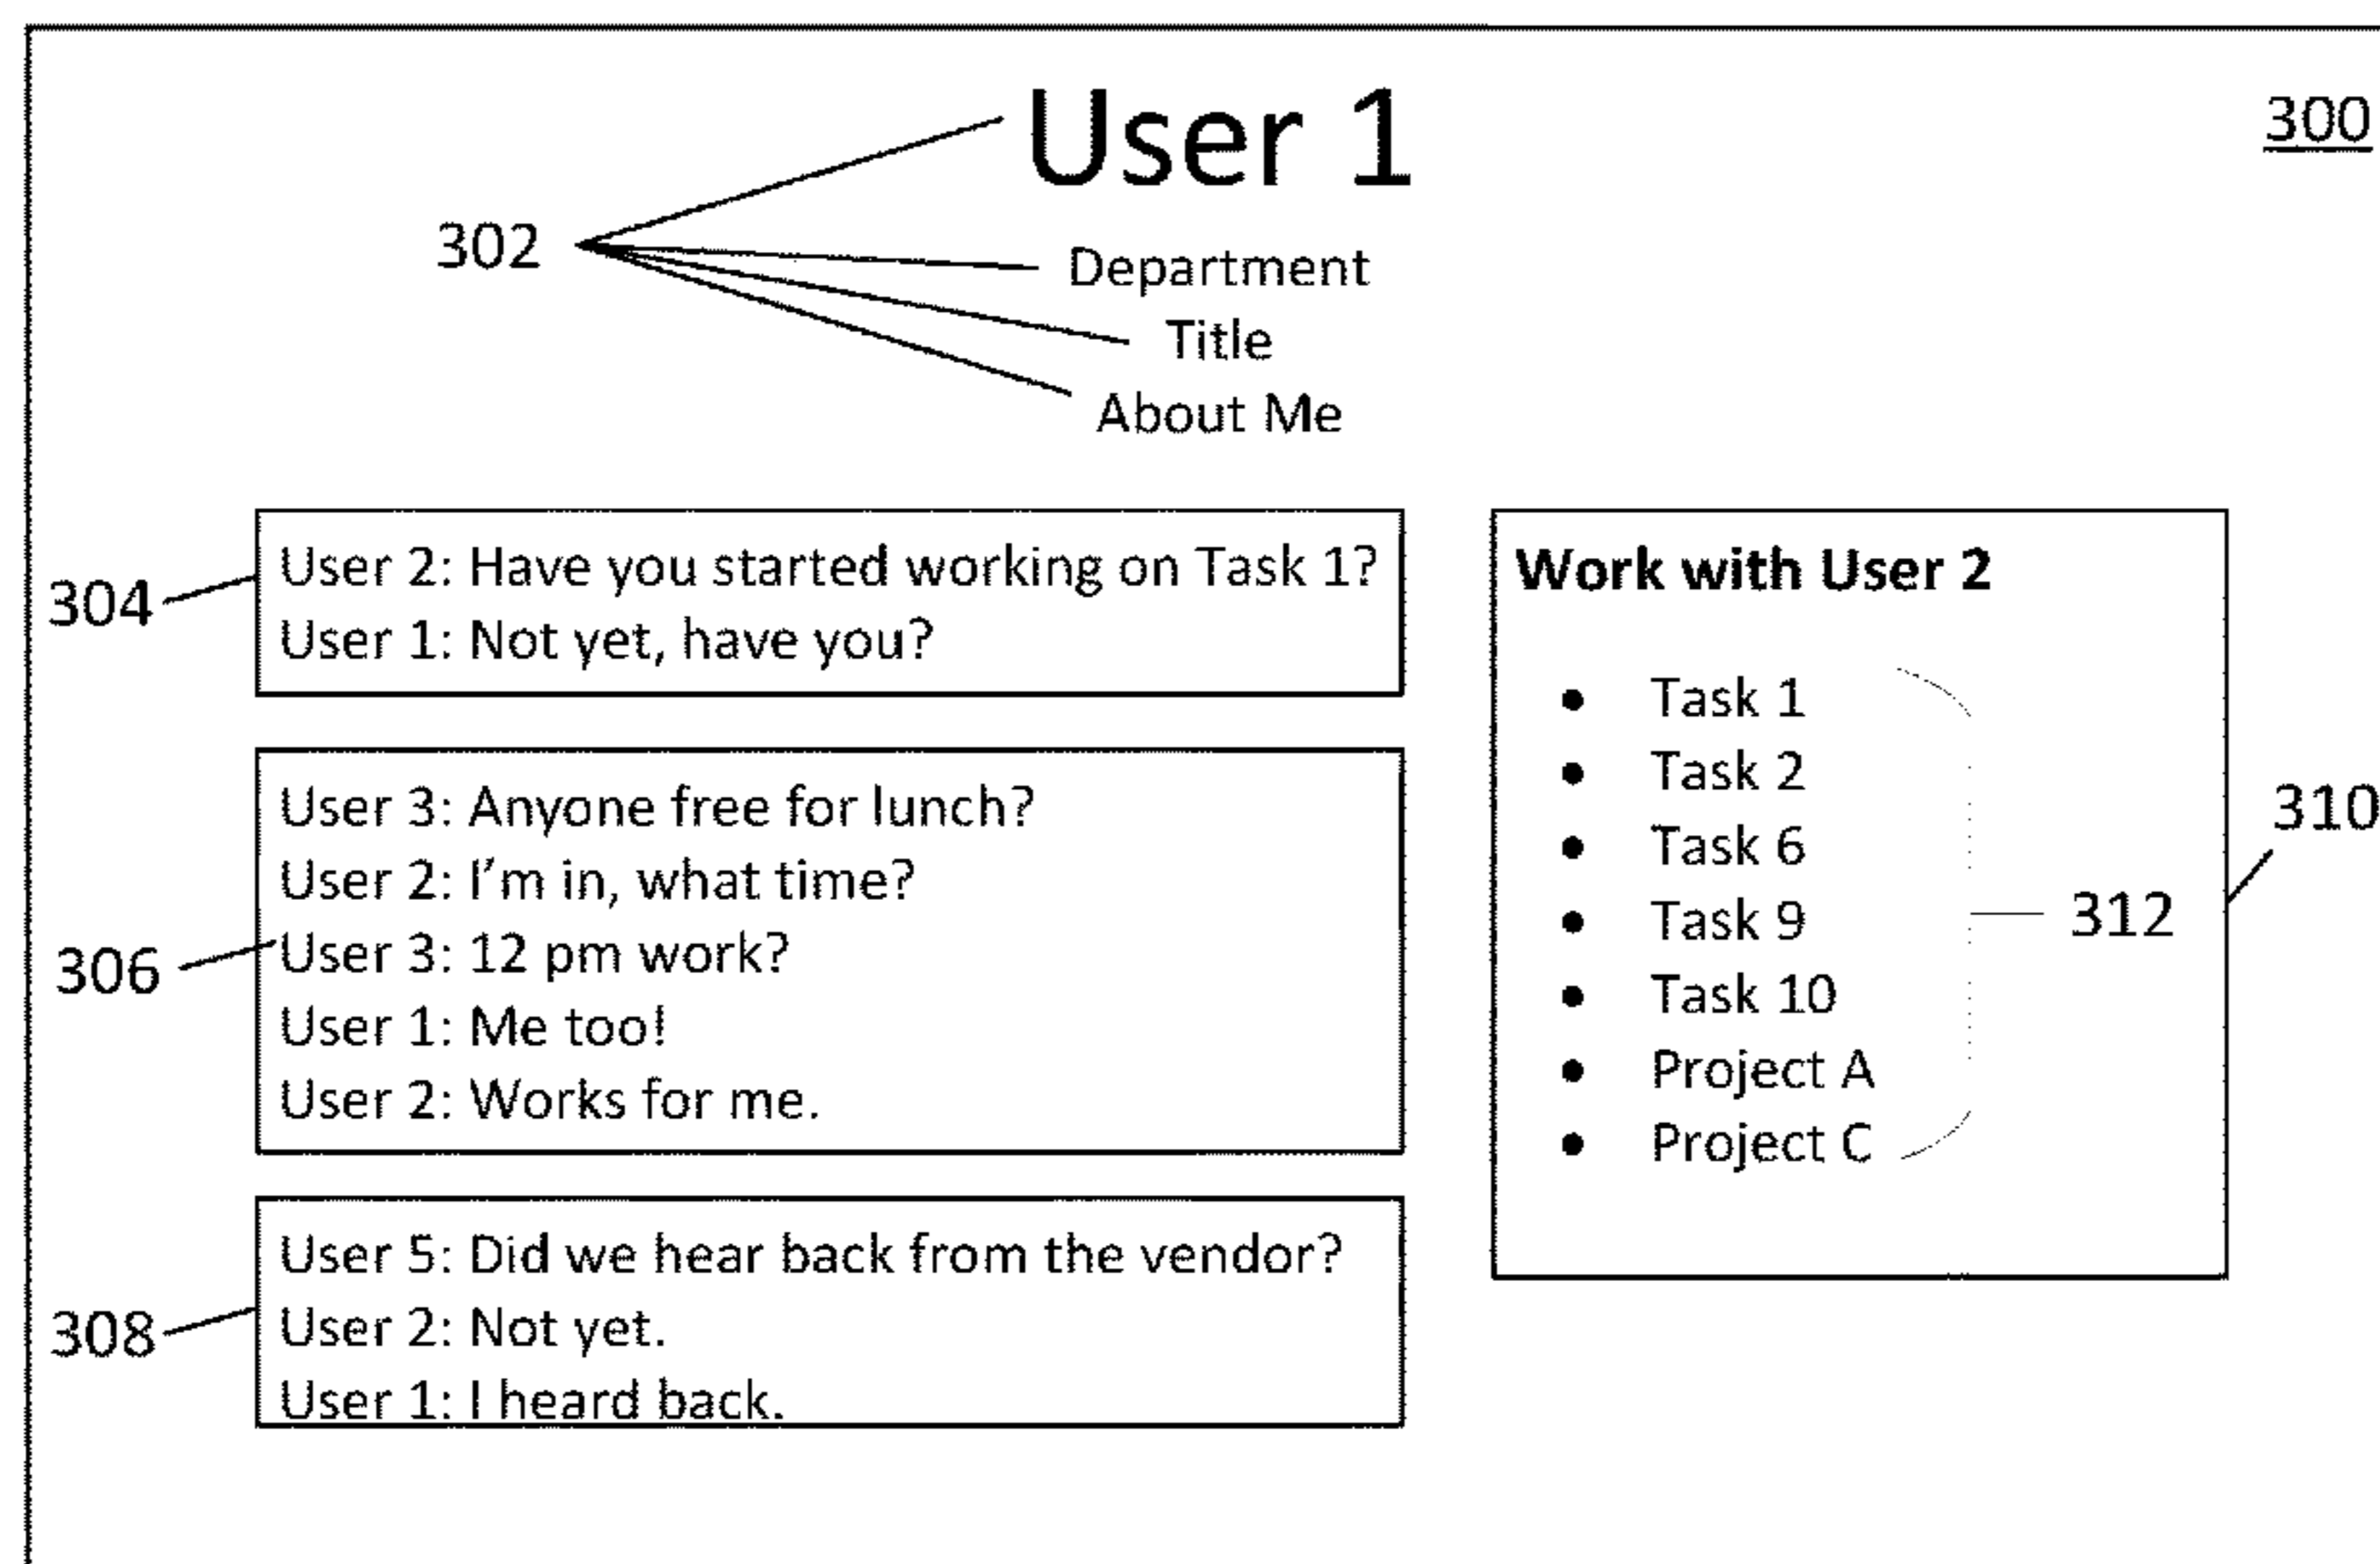 300
User 1
302
Department
Title
About Me
304
User 2: Have you started working on Task 1?
User 1: Not yet, have you?
306
User 3: Anyone free for lunch?
User 2: I'm in, what time?
User 3: 12 pm work?
User 1: Me too!
User 2: Works for me.
308
User 5: Did we hear back from the vendor?
User 2: Not yet.
User 1: I heard back.
Work with User 2
• Task 1
• Task 2
• Task 6
• Task 9
• Task 10
• Project A
• Project C
312
310